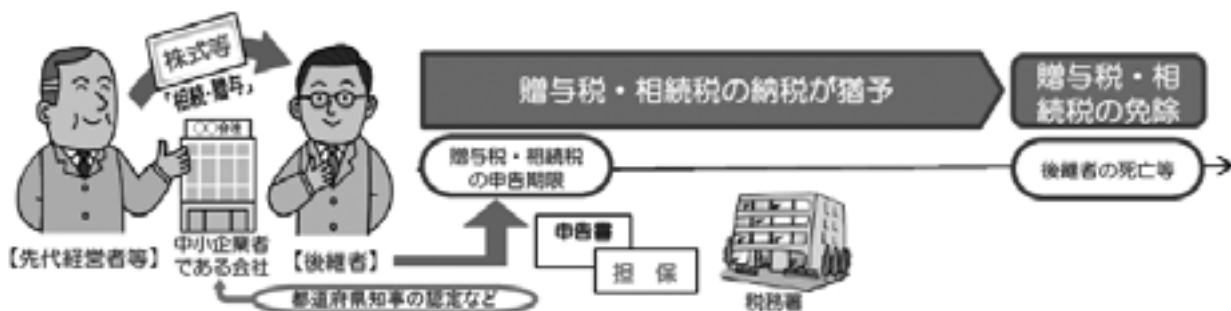 株式等
「相続・贈与」
〇〇会社
【先代経営者等】
中小企業者
である会社
【後継者】
都道府県知事の認定など
贈与税・相続税の納税が猶予
贈与税・相
続税の免除
贈与税・相続税
の申告期限
後継者の死亡等
申告書
担 保
税務署